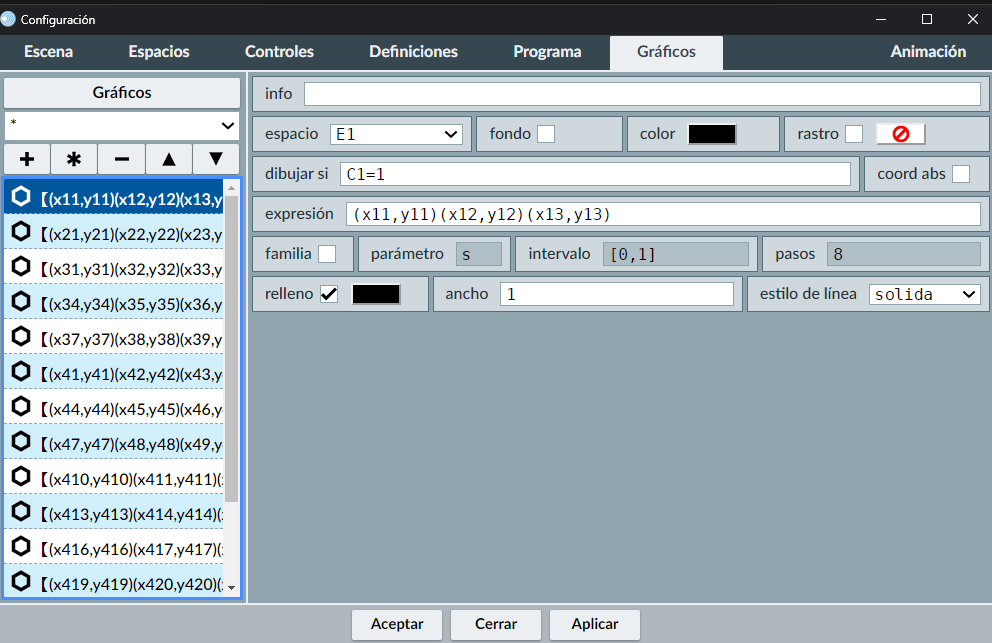 Configuración
Escena Espacios Controles Definiciones Programa Gráficos Animación
Gráficos
*
info
espacio E1 fondo color rastro
dibujar si C1=1 coord abs
expresión (x11,y11)(x12,y12)(x13,y13)
familia parámetro s intervalo [0,1] pasos 8
relleno ancho 1 estilo de línea solida
【(x11,y11)(x12,y12)(x13,y
【(x21,y21)(x22,y22)(x23,y
【(x31,y31)(x32,y32)(x33,y
【(x34,y34)(x35,y35)(x36,y
【(x37,y37)(x38,y38)(x39,y
【(x41,y41)(x42,y42)(x43,y
【(x44,y44)(x45,y45)(x46,y
【(x47,y47)(x48,y48)(x49,y
【(x410,y410)(x411,y411)(
【(x413,y413)(x414,y414)(
【(x416,y416)(x417,y417)(
【(x419,y419)(x420,y420)(
Aceptar Cerrar Aplicar